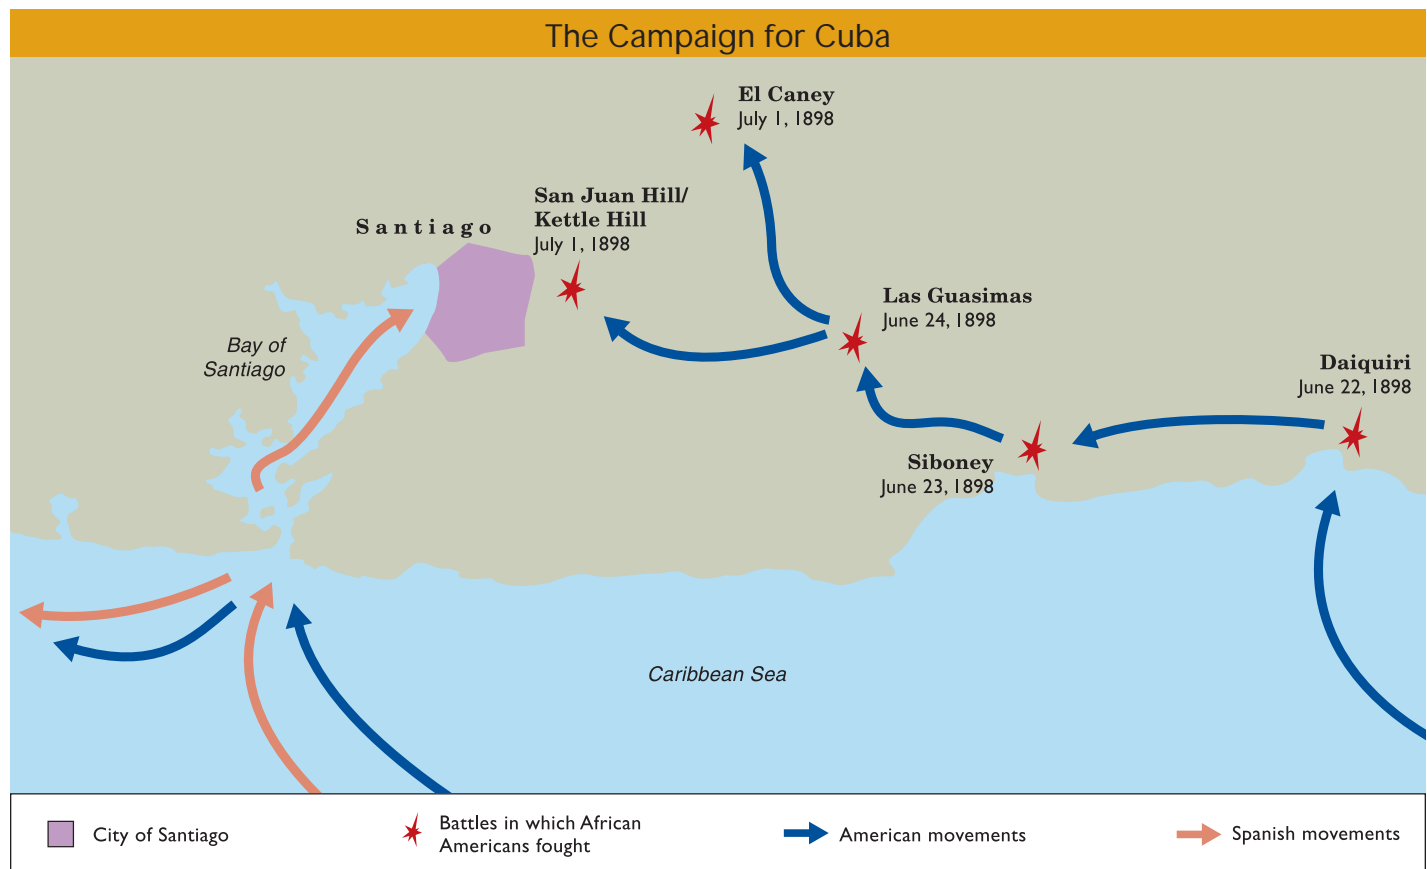 The Campaign for Cuba
El Caney
July 1, 1898
San Juan Hill/
Kettle Hill
July 1, 1898
Santiago
Las Guasimas
June 24, 1898
Bay of
Santiago
Daiquiri
June 22, 1898
Siboney
June 23, 1898
Caribbean Sea
City of Santiago
Battles in which African
Americans fought
American movements
Spanish movements